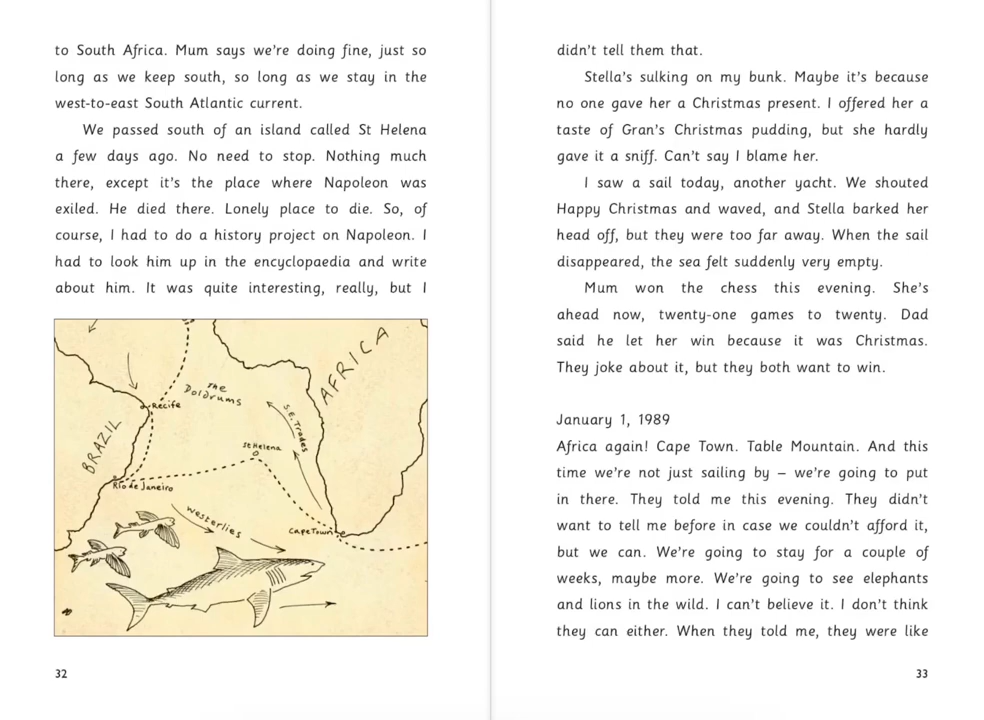 to South Africa. Mum says we're doing fine, just so
long as we keep south, so long as we stay in the
west-to-east South Atlantic current.
We passed south of an island called St Helena
a few days ago. No need to stop. Nothing much
there, except it's the place where Napoleon was
exiled. He died there. Lonely place to die. So, of
course, I had to do a history project on Napoleon. I
had to look him up in the encyclopaedia and write
about him. It was quite interesting, really, but I
AFRICA
The
Doldrums
Recife
S.E. Trades
BRAZIL
St Helena
Rio de Janeiro
Westerlies
Cape Town
32
didn't tell them that.
Stella's sulking on my bunk. Maybe it's because
no one gave her a Christmas present. I offered her a
taste of Gran's Christmas pudding, but she hardly
gave it a sniff. Can't say I blame her.
I saw a sail today, another yacht. We shouted
Happy Christmas and waved, and Stella barked her
head off, but they were too far away. When the sail
disappeared, the sea felt suddenly very empty.
Mum won the chess this evening. She's
ahead now, twenty-one games to twenty. Dad
said he let her win because it was Christmas.
They joke about it, but they both want to win.
January 1, 1989
Africa again! Cape Town. Table Mountain. And this
time we're not just sailing by – we're going to put
in there. They told me this evening. They didn't
want to tell me before in case we couldn't afford it,
but we can. We're going to stay for a couple of
weeks, maybe more. We're going to see elephants
and lions in the wild. I can't believe it. I don't think
they can either. When they told me, they were like
33